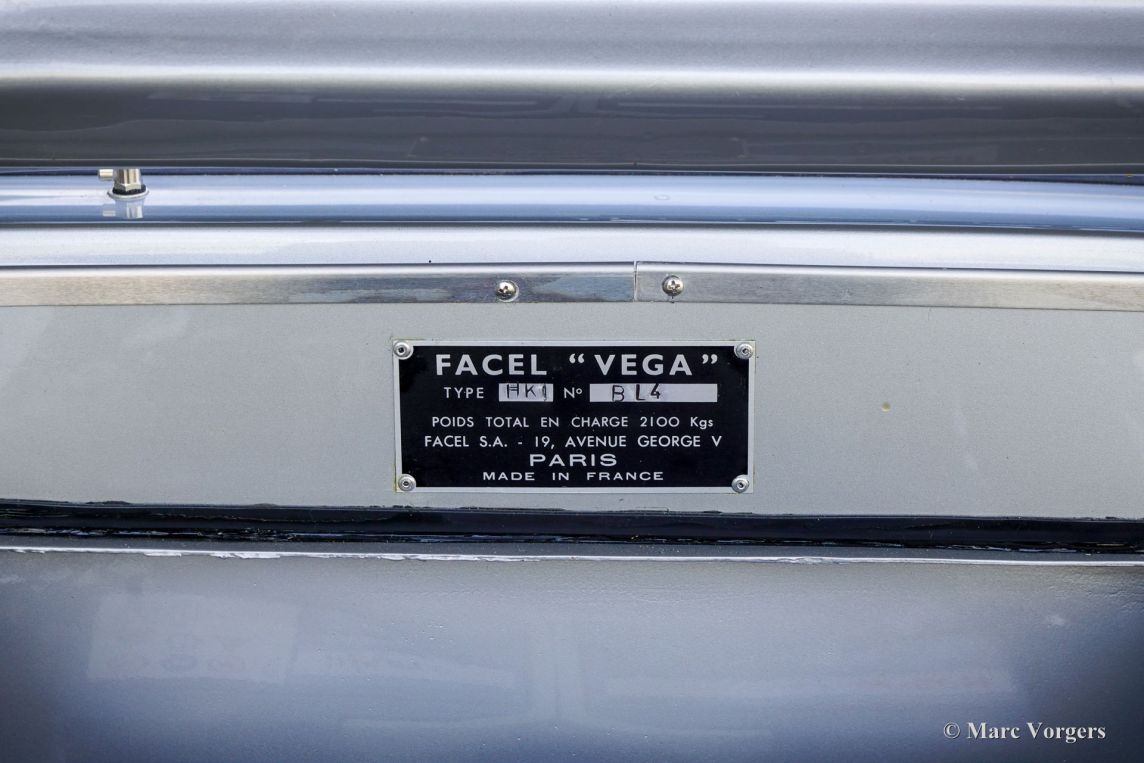 FACEL “VEGA”
TYPE HK1 Nº BL4
POIDS TOTAL EN CHARGE 2100 Kgs
FACEL S.A. - 19, AVENUE GEORGE V
PARIS
MADE IN FRANCE
© Marc Vorgers